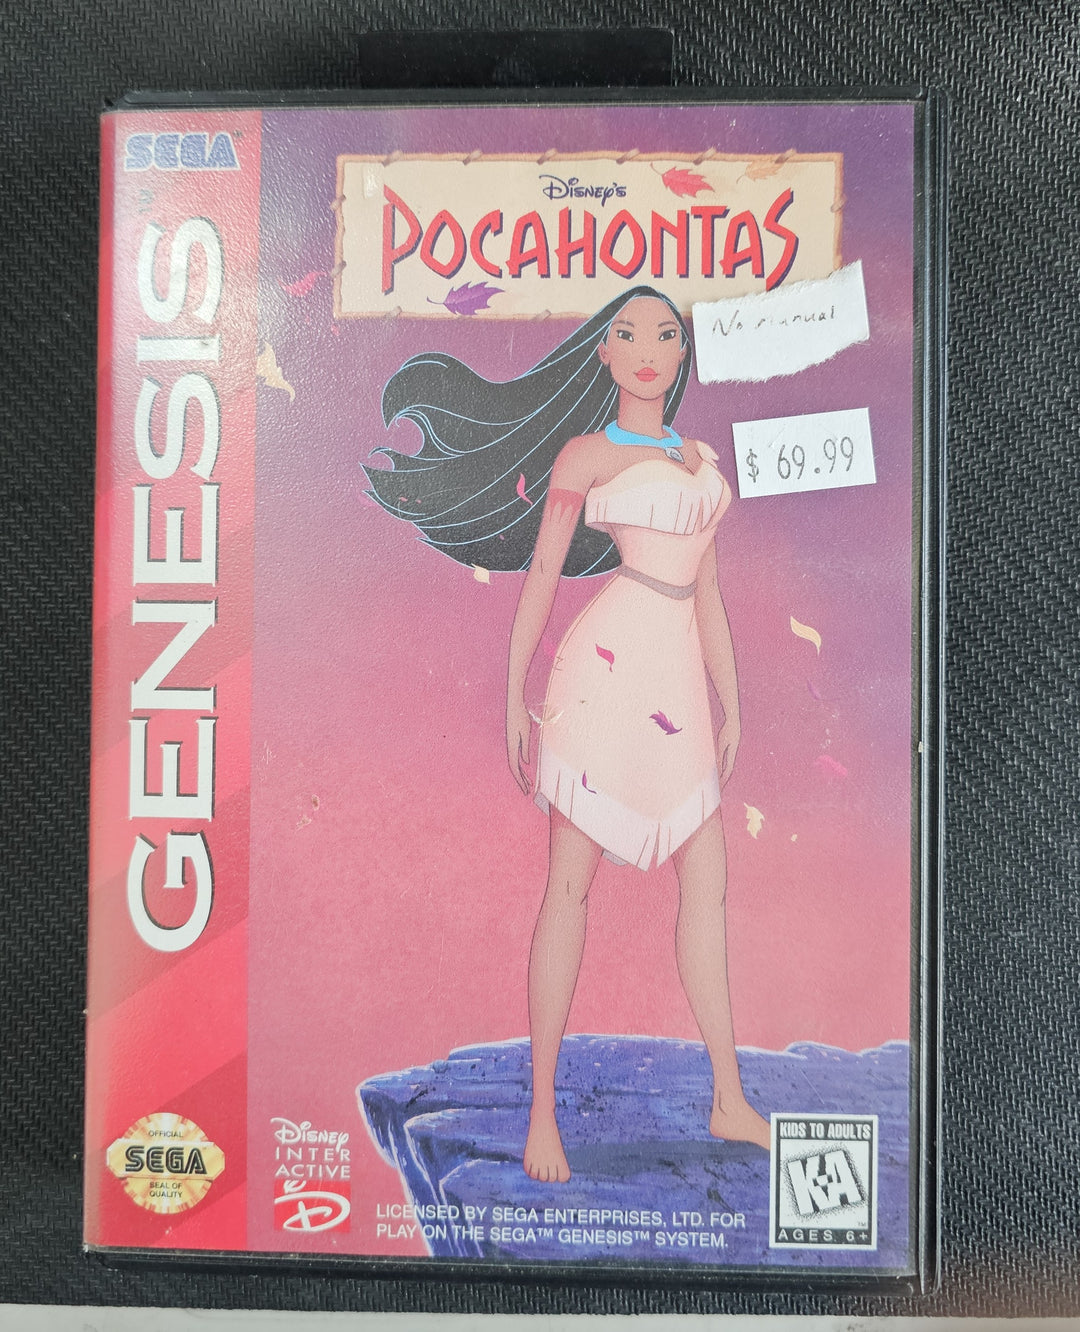 SEGA
GENESIS
DISNEY'S
POCAHONTAS
No manual
$ 69.99
OFFICIAL
SEGA
SEAL OF
QUALITY
DISNEY
INTER
ACTIVE
D
LICENSED BY SEGA ENTERPRISES, LTD. FOR
PLAY ON THE SEGA™ GENESIS™ SYSTEM.
KIDS TO ADULTS
K-A
™
AGES 6+